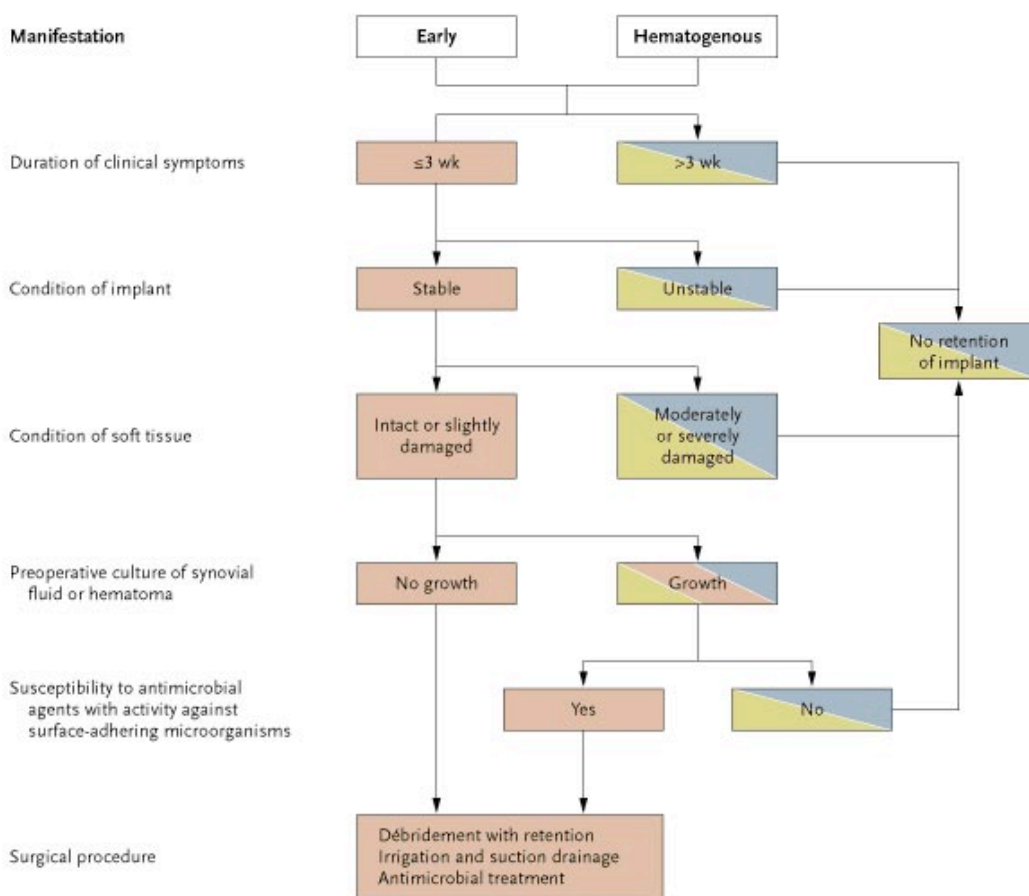 Manifestation
Early
Hematogenous
Duration of clinical symptoms
≤3 wk
>3 wk
Condition of implant
Stable
Unstable
No retention
of implant
Condition of soft tissue
Intact or slightly
damaged
Moderately
or severely
damaged
Preoperative culture of synovial
fluid or hematoma
No growth
Growth
Susceptibility to antimicrobial
agents with activity against
surface-adhering microorganisms
Yes
No
Surgical procedure
Débridement with retention
Irrigation and suction drainage
Antimicrobial treatment